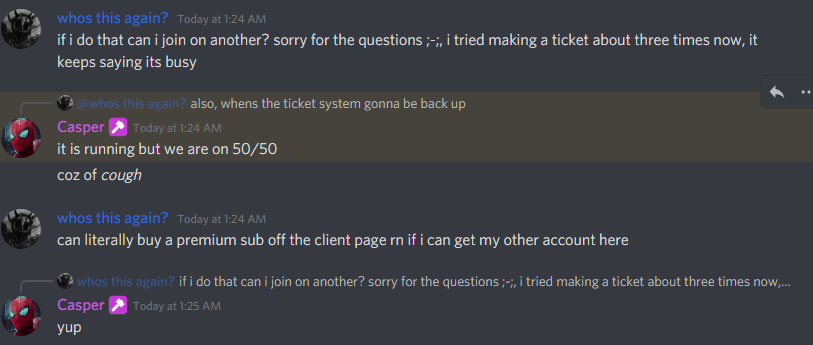 whos this again? Today at 1:24 AM
if i do that can i join on another? sorry for the questions ;-;, i tried making a ticket about three times now, it
keeps saying its busy
@whos this again? also, whens the ticket system gonna be back up
Casper Today at 1:24 AM
it is running but we are on 50/50
coz of cough
whos this again? Today at 1:24 AM
can literally buy a premium sub off the client page rn if i can get my other account here
whos this again? if i do that can i join on another? sorry for the questions ;-;, i tried making a ticket about three times now,...
Casper Today at 1:25 AM
yup